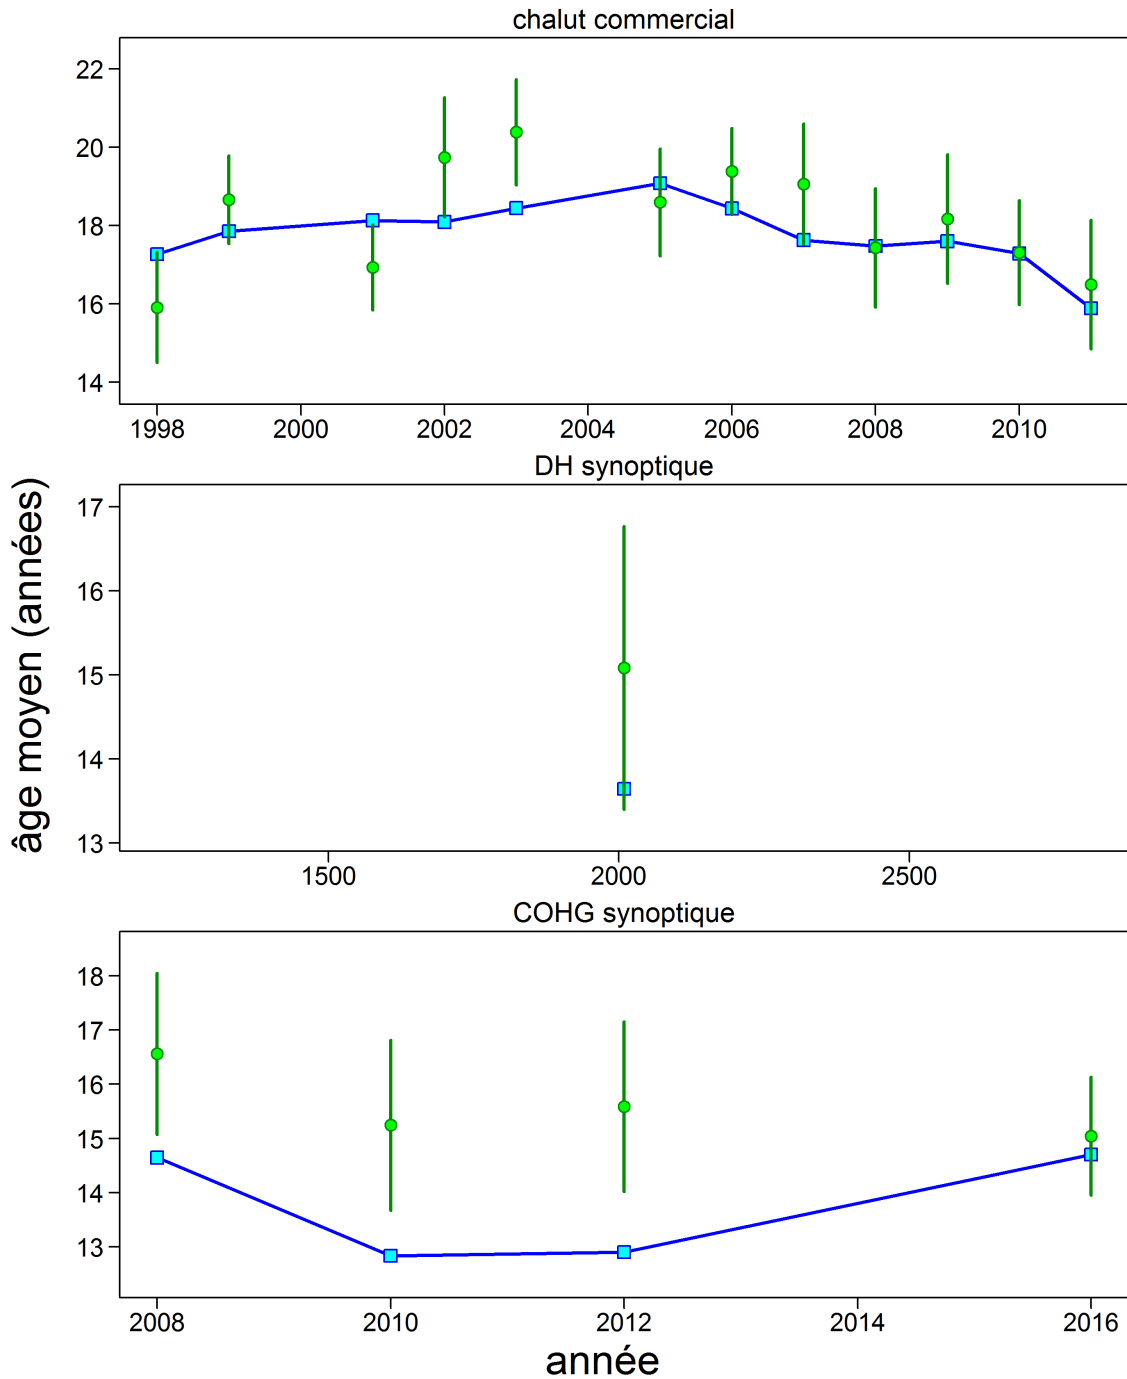 chalut commercial
22
20
18
16
14
1998 2000 2002 2004 2006 2008 2010
DH synoptique
âge moyen (années)
17
16
15
14
13
1500 2000 2500
COHG synoptique
18
17
16
15
14
13
2008 2010 2012 2014 2016
année